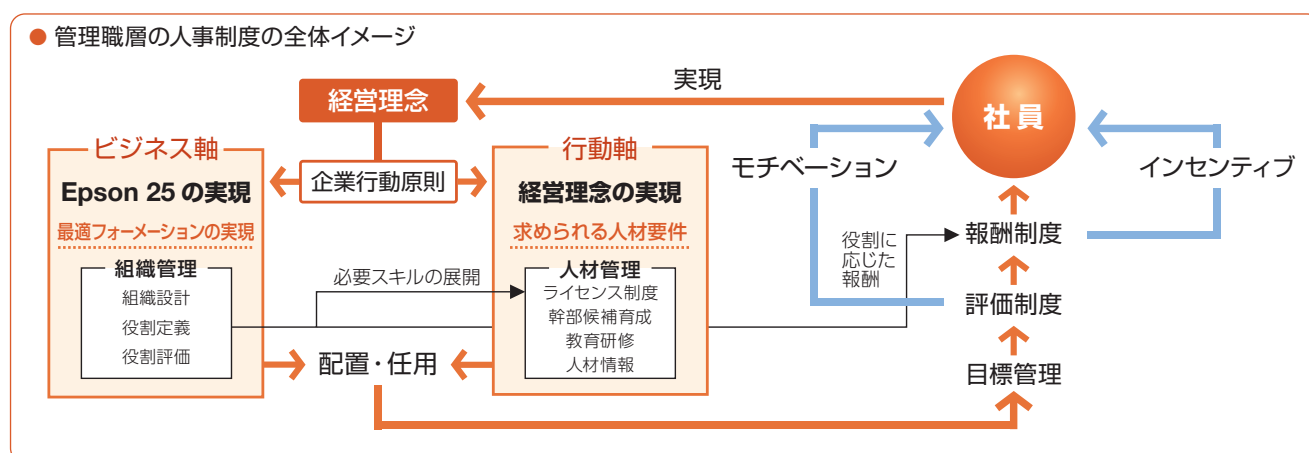 ● 管理職層の人事制度の全体イメージ
経営理念
実現
社員
ビジネス軸
Epson 25 の実現
最適フォーメーションの実現
組織管理
組織設計
役割定義
役割評価
企業行動原則
行動軸
経営理念の実現
求められる人材要件
人材管理
ライセンス制度
幹部候補育成
教育研修
人材情報
必要スキルの展開
配置・任用
モチベーション
インセンティブ
役割に
応じた
報酬
報酬制度
評価制度
目標管理